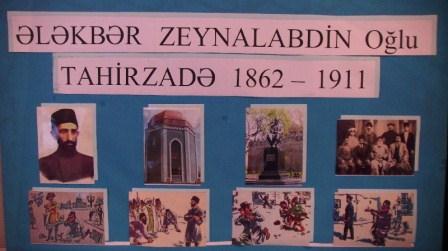 ƏLƏKBƏR ZEYNALABDİN Oğlu
TAHİRZADƏ 1862 – 1911